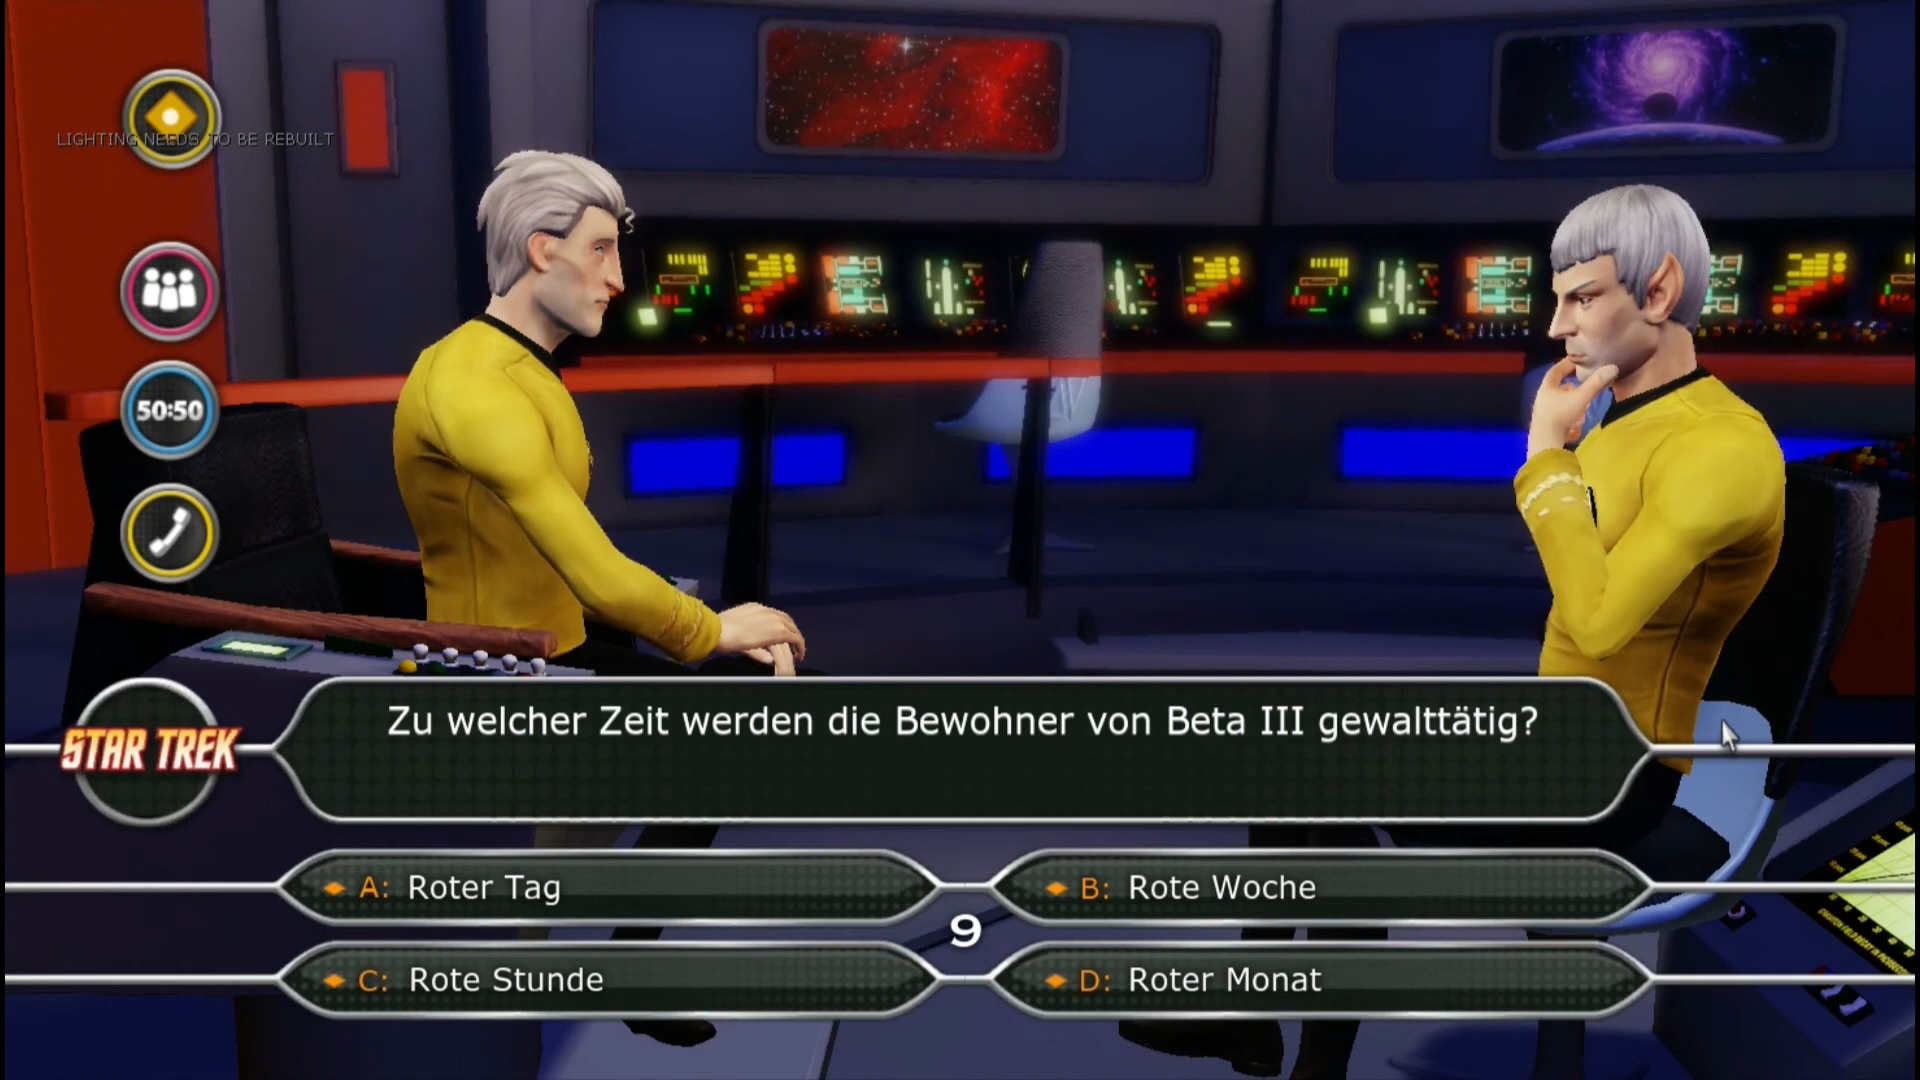 LIGHTING NEEDS TO BE REBUILT
50:50
STAR TREK
Zu welcher Zeit werden die Bewohner von Beta III gewalttätig?
A: Roter Tag
B: Rote Woche
9
C: Rote Stunde
D: Roter Monat